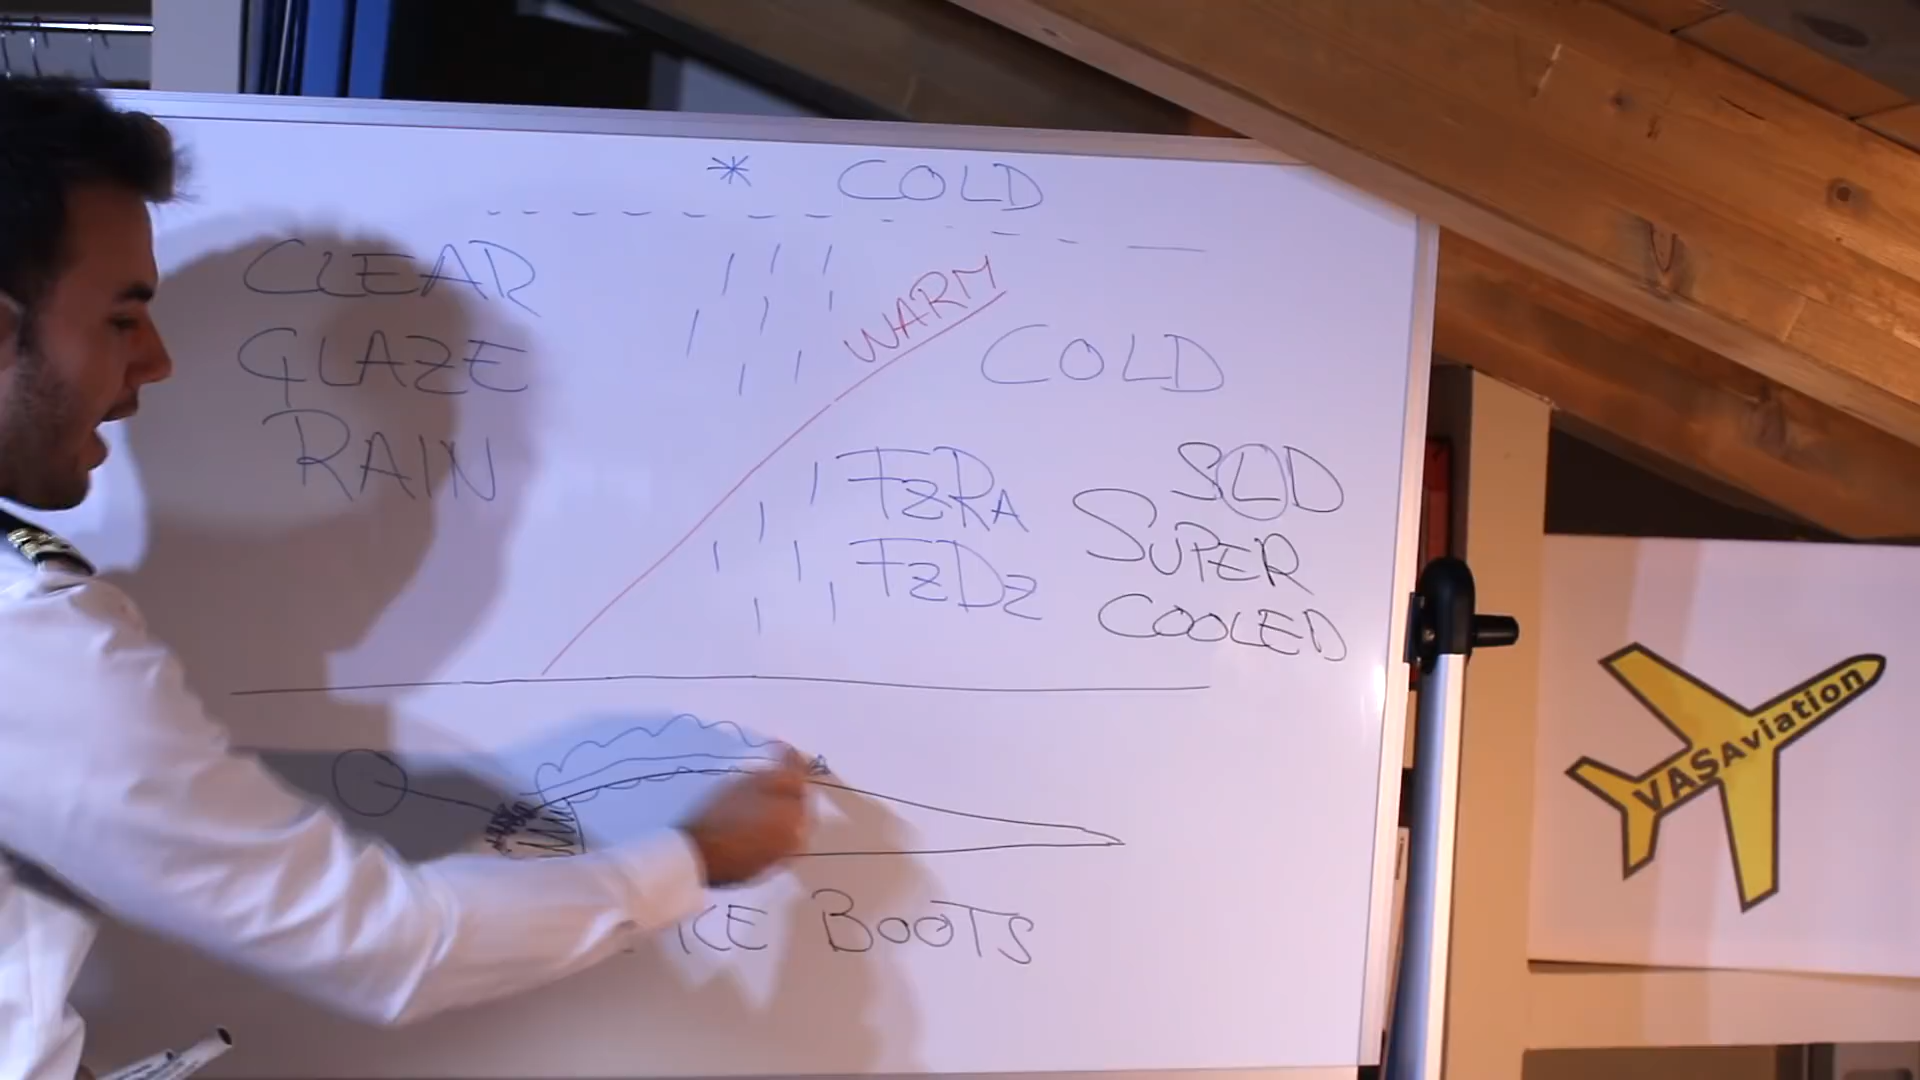 * COLD
CLEAR
GLAZE
RAIN
WARM
COLD
FZRA
FZDZ
SLD
SUPER
COOLED
ICE BOOTS
VASAviation